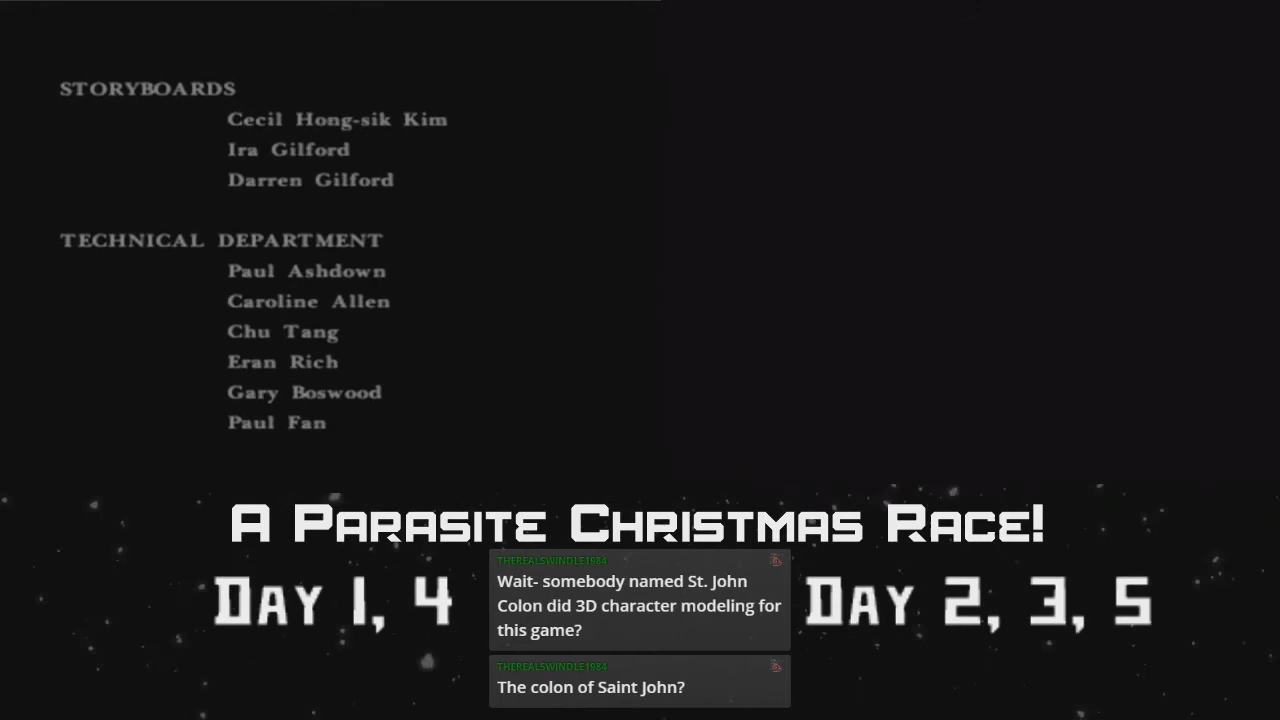 STORYBOARDS
Cecil Hong-sik Kim
Ira Gilford
Darren Gilford
TECHNICAL DEPARTMENT
Paul Ashdown
Caroline Allen
Chu Tang
Eran Rich
Gary Boswood
Paul Fan
A Parasite Christmas Race!
Day 1, 4
THEREALSWINDLE1984
Wait- somebody named St. John
Colon did 3D character modeling for
this game?
THEREALSWINDLE1984
The colon of Saint John?
Day 2, 3, 5